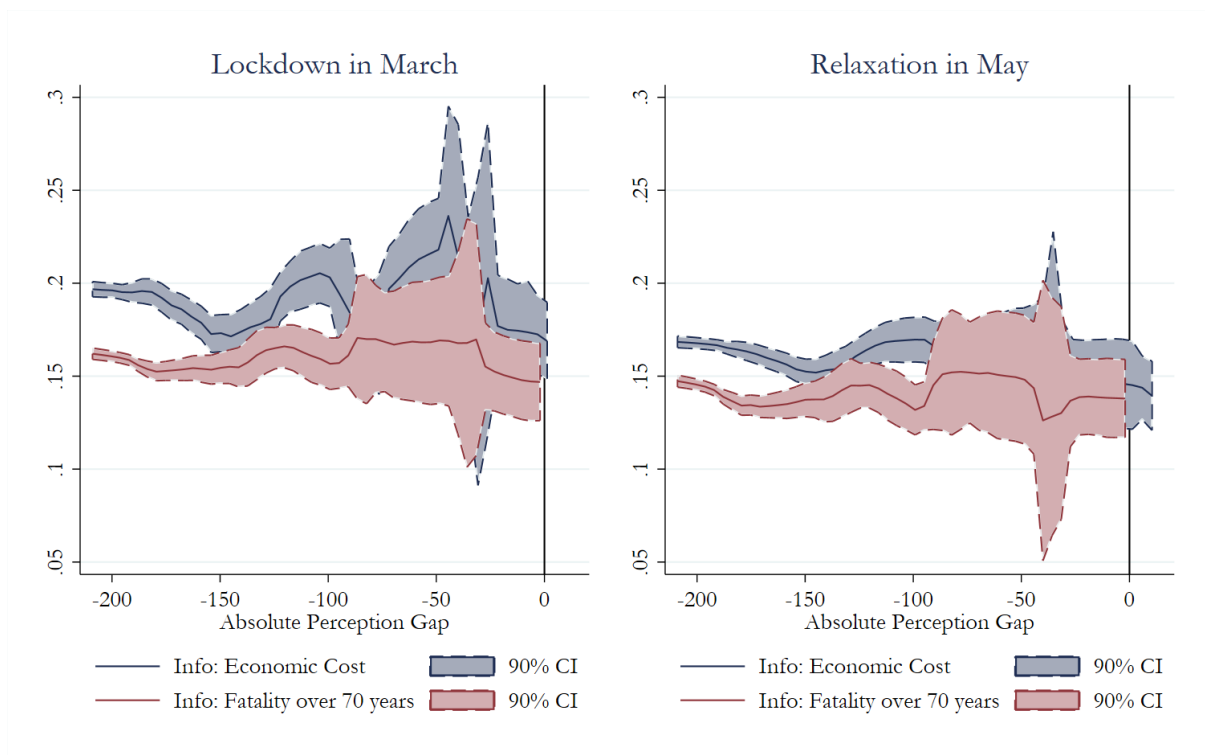 Lockdown in March
.3
.25
.2
.15
.1
.05
-200 -150 -100 -50 0
Absolute Perception Gap
Info: Economic Cost 90% CI
Info: Fatality over 70 years 90% CI
Relaxation in May
.3
.25
.2
.15
.1
.05
-200 -150 -100 -50 0
Absolute Perception Gap
Info: Economic Cost 90% CI
Info: Fatality over 70 years 90% CI